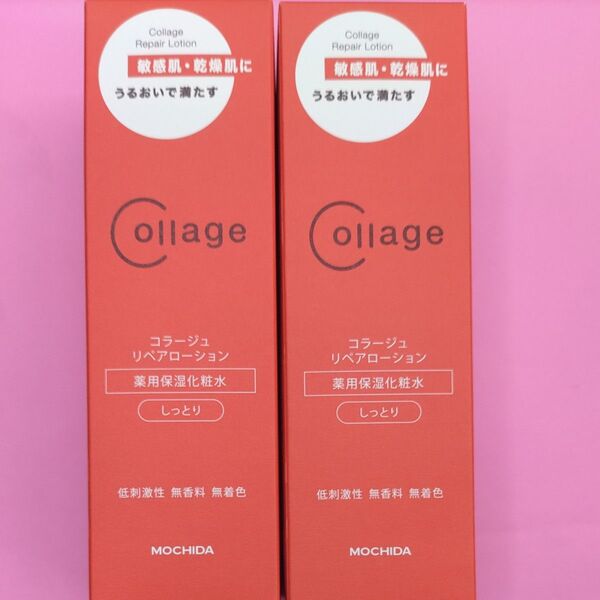 Collage
Repair Lotion
敏感肌・乾燥肌に
うるおいで満たす
Collage
コラージュ
リペアローション
薬用保湿化粧水
しっとり
低刺激性 無香料 無着色
MOCHIDA
Collage
Repair Lotion
敏感肌・乾燥肌に
うるおいで満たす
Collage
コラージュ
リペアローション
薬用保湿化粧水
しっとり
低刺激性 無香料 無着色
MOCHIDA